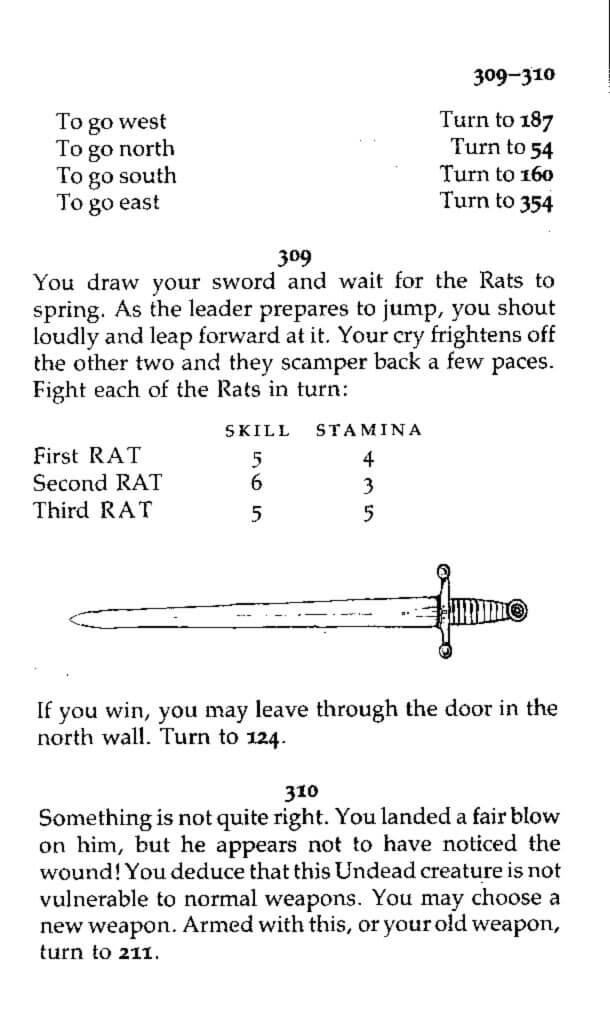 309–310
To go west Turn to 187
To go north Turn to 54
To go south Turn to 160
To go east Turn to 354
309
You draw your sword and wait for the Rats to
spring. As the leader prepares to jump, you shout
loudly and leap forward at it. Your cry frightens off
the other two and they scamper back a few paces.
Fight each of the Rats in turn:
SKILL STAMINA
First RAT 5 4
Second RAT 6 3
Third RAT 5 5
If you win, you may leave through the door in the
north wall. Turn to 124.
310
Something is not quite right. You landed a fair blow
on him, but he appears not to have noticed the
wound! You deduce that this Undead creature is not
vulnerable to normal weapons. You may choose a
new weapon. Armed with this, or your old weapon,
turn to 211.